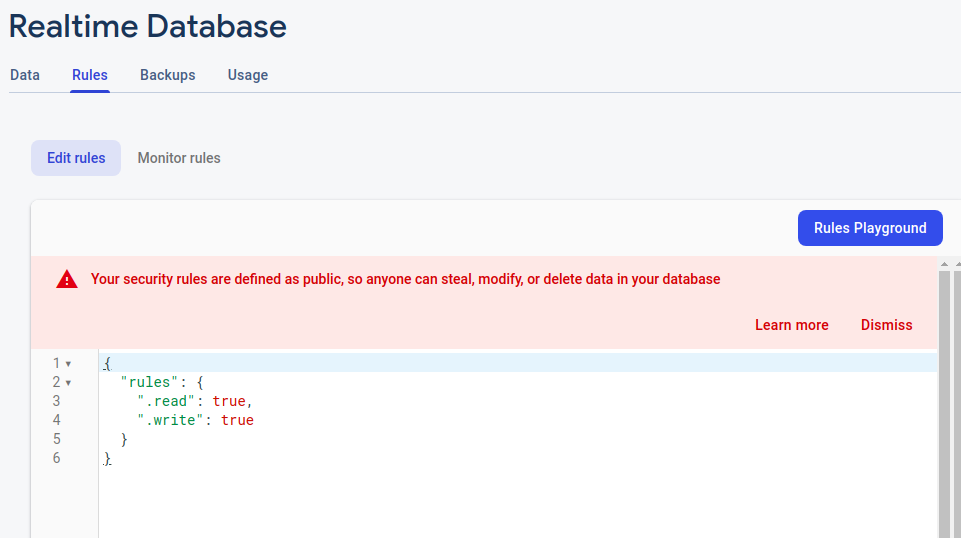 Realtime Database
Data Rules Backups Usage
Edit rules Monitor rules
Rules Playground
Your security rules are defined as public, so anyone can steal, modify, or delete data in your database
Learn more Dismiss
1 {
2 "rules": {
3 ".read": true,
4 ".write": true
5 }
6 }